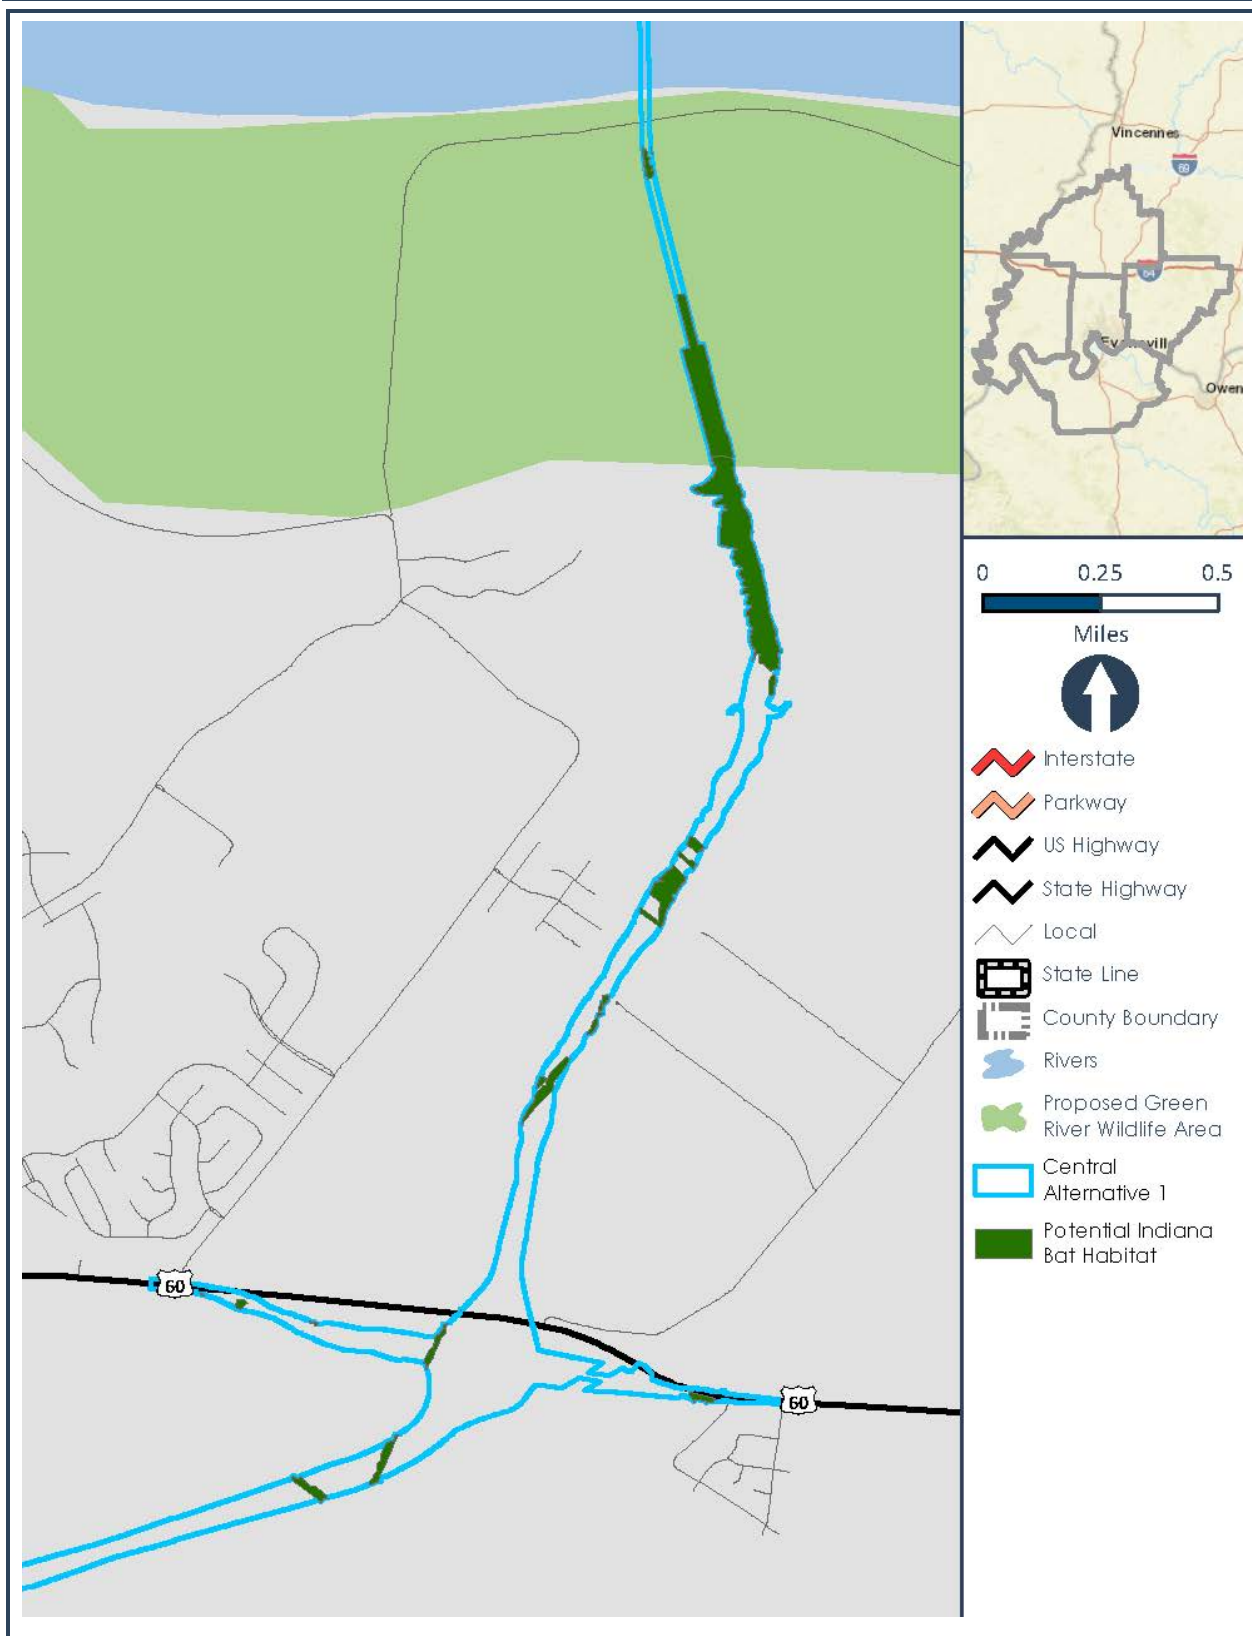 Vincennes
69
64
Owen
0 0.25 0.5
Miles
Interstate
Parkway
US Highway
State Highway
Local
State Line
County Boundary
Rivers
Proposed Green
River Wildlife Area
Central
Alternative 1
Potential Indiana
Bat Habitat
60
60